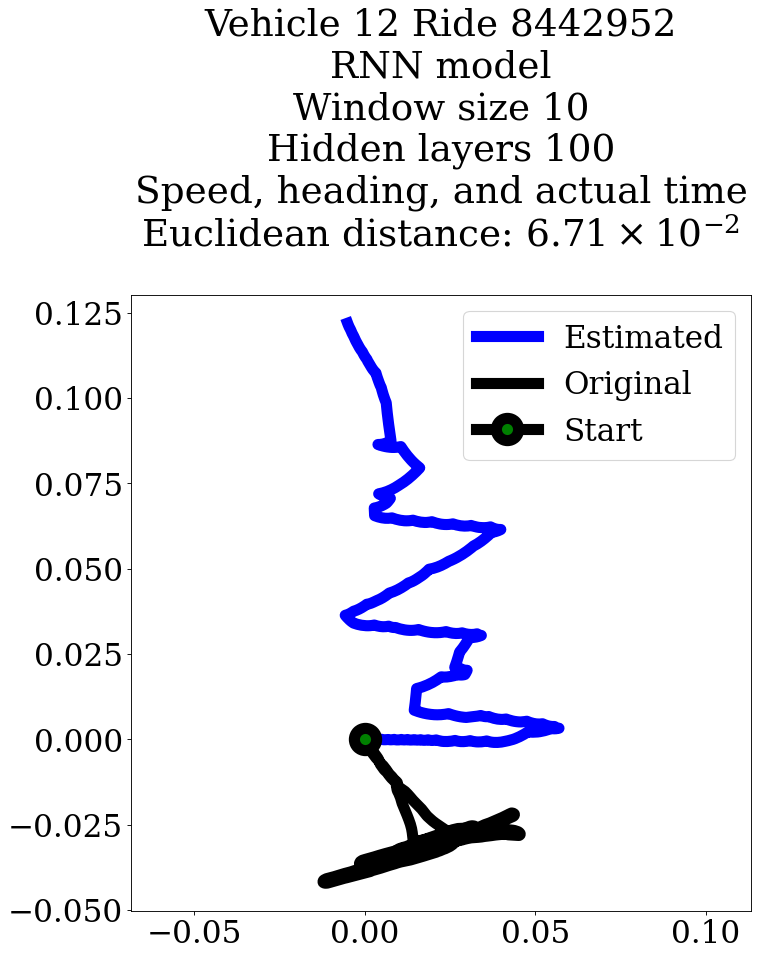 Vehicle 12 Ride 8442952
RNN model
Window size 10
Hidden layers 100
Speed, heading, and actual time
Euclidean distance: 6.71 × 10⁻²
0.125
0.100
0.075
0.050
0.025
0.000
−0.025
−0.050
Estimated
Original
Start
−0.05 0.00 0.05 0.10